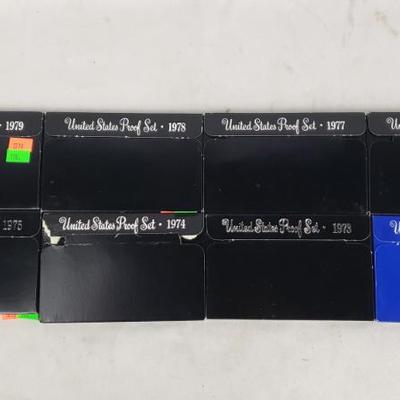 1979
United States Proof Set · 1978
United States Proof Set · 1977
U
1975
United States Proof Set · 1974
United States Proof Set · 1973
U